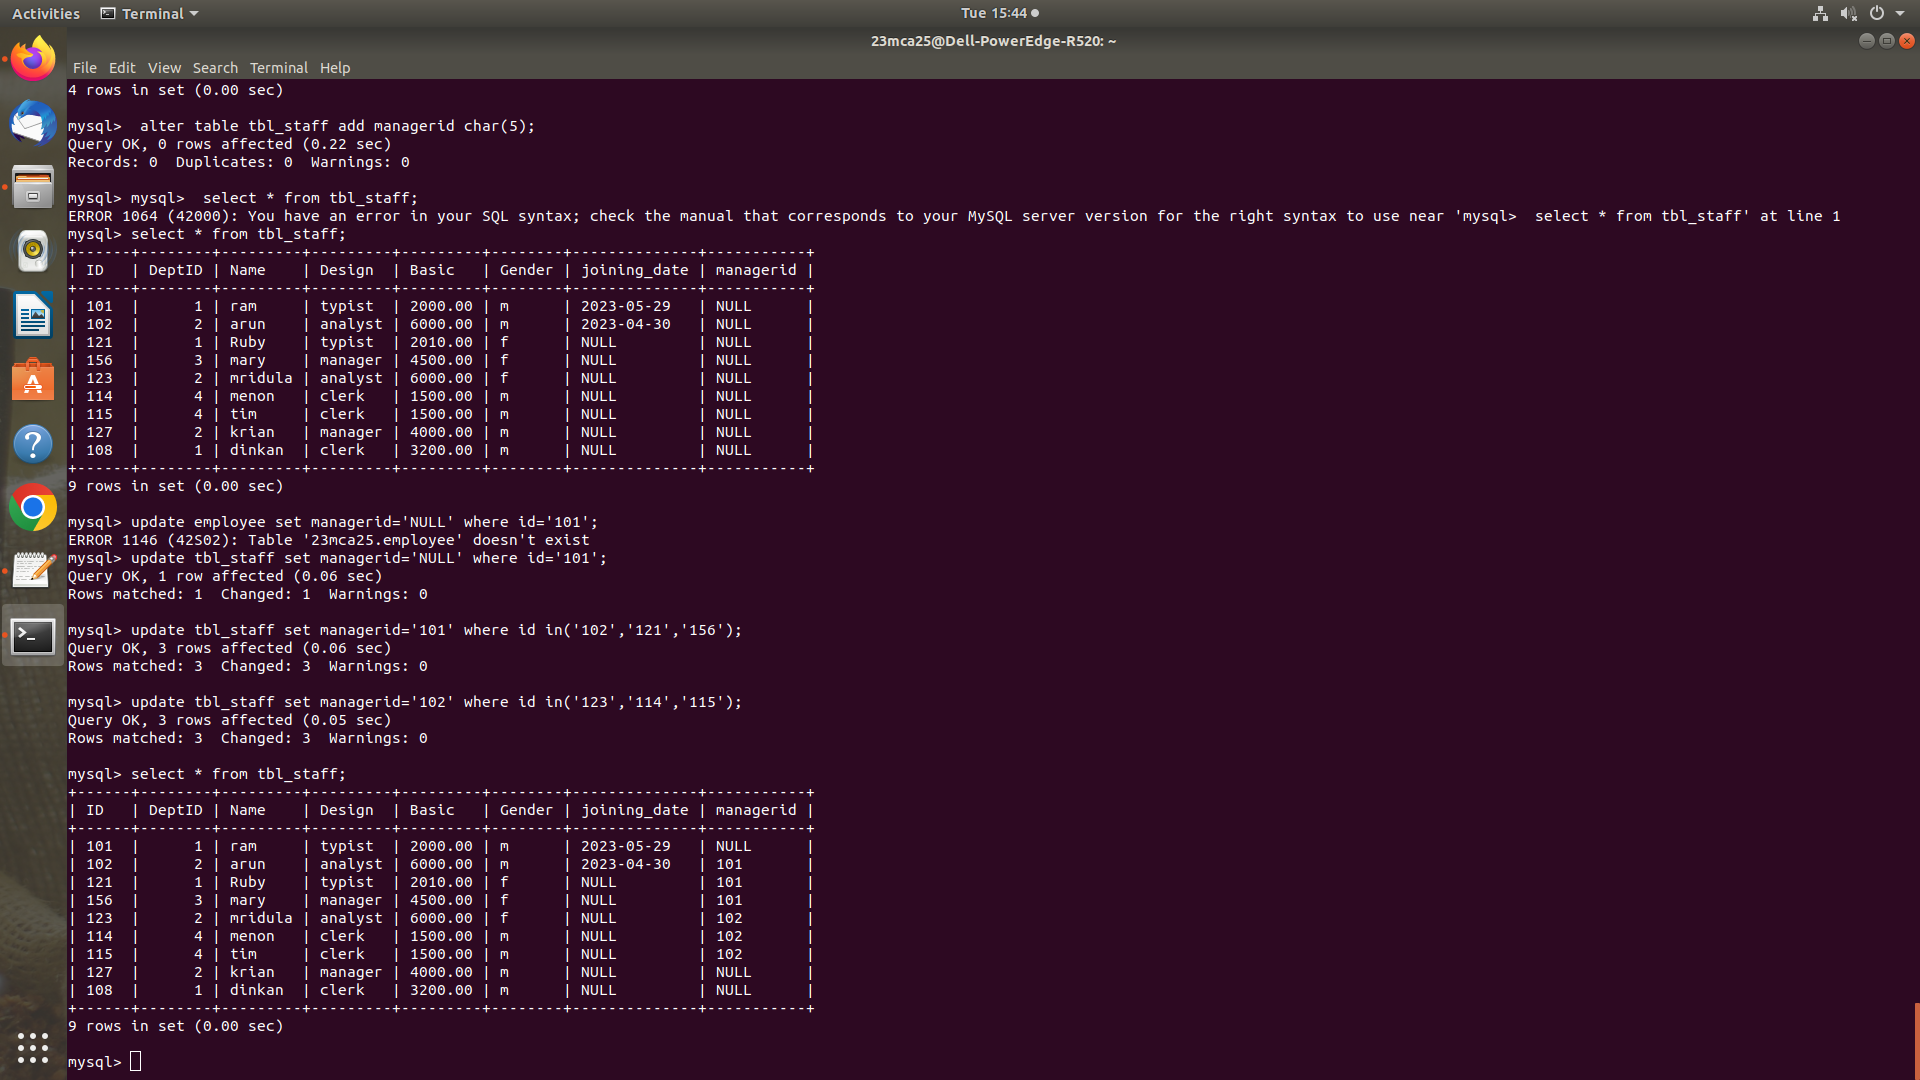 Activities Terminal Tue 15:44
23mca25@Dell-PowerEdge-R520: ~
File Edit View Search Terminal Help
4 rows in set (0.00 sec)
mysql>  alter table tbl_staff add managerid char(5);
Query OK, 0 rows affected (0.22 sec)
Records: 0  Duplicates: 0  Warnings: 0
mysql> mysql>  select * from tbl_staff;
ERROR 1064 (42000): You have an error in your SQL syntax; check the manual that corresponds to your MySQL server version for the right syntax to use near 'mysql>  select * from tbl_staff' at line 1
mysql> select * from tbl_staff;
+------+--------+---------+---------+---------+--------+--------------+-----------+
| ID   | DeptID | Name    | Design  | Basic   | Gender | joining_date | managerid |
+------+--------+---------+---------+---------+--------+--------------+-----------+
| 101  |      1 | ram     | typist  | 2000.00 | m      | 2023-05-29   | NULL      |
| 102  |      2 | arun    | analyst | 6000.00 | m      | 2023-04-30   | NULL      |
| 121  |      1 | Ruby    | typist  | 2010.00 | f      | NULL         | NULL      |
| 156  |      3 | mary    | manager | 4500.00 | f      | NULL         | NULL      |
| 123  |      2 | mridula | analyst | 6000.00 | f      | NULL         | NULL      |
| 114  |      4 | menon   | clerk   | 1500.00 | m      | NULL         | NULL      |
| 115  |      4 | tim     | clerk   | 1500.00 | m      | NULL         | NULL      |
| 127  |      2 | krian   | manager | 4000.00 | m      | NULL         | NULL      |
| 108  |      1 | dinkan  | clerk   | 3200.00 | m      | NULL         | NULL      |
+------+--------+---------+---------+---------+--------+--------------+-----------+
9 rows in set (0.00 sec)
mysql> update employee set managerid='NULL' where id='101';
ERROR 1146 (42S02): Table '23mca25.employee' doesn't exist
mysql> update tbl_staff set managerid='NULL' where id='101';
Query OK, 1 row affected (0.06 sec)
Rows matched: 1  Changed: 1  Warnings: 0
mysql> update tbl_staff set managerid='101' where id in('102','121','156');
Query OK, 3 rows affected (0.06 sec)
Rows matched: 3  Changed: 3  Warnings: 0
mysql> update tbl_staff set managerid='102' where id in('123','114','115');
Query OK, 3 rows affected (0.05 sec)
Rows matched: 3  Changed: 3  Warnings: 0
mysql> select * from tbl_staff;
+------+--------+---------+---------+---------+--------+--------------+-----------+
| ID   | DeptID | Name    | Design  | Basic   | Gender | joining_date | managerid |
+------+--------+---------+---------+---------+--------+--------------+-----------+
| 101  |      1 | ram     | typist  | 2000.00 | m      | 2023-05-29   | NULL      |
| 102  |      2 | arun    | analyst | 6000.00 | m      | 2023-04-30   | 101       |
| 121  |      1 | Ruby    | typist  | 2010.00 | f      | NULL         | 101       |
| 156  |      3 | mary    | manager | 4500.00 | f      | NULL         | 101       |
| 123  |      2 | mridula | analyst | 6000.00 | f      | NULL         | 102       |
| 114  |      4 | menon   | clerk   | 1500.00 | m      | NULL         | 102       |
| 115  |      4 | tim     | clerk   | 1500.00 | m      | NULL         | 102       |
| 127  |      2 | krian   | manager | 4000.00 | m      | NULL         | NULL      |
| 108  |      1 | dinkan  | clerk   | 3200.00 | m      | NULL         | NULL      |
+------+--------+---------+---------+---------+--------+--------------+-----------+
9 rows in set (0.00 sec)
mysql>